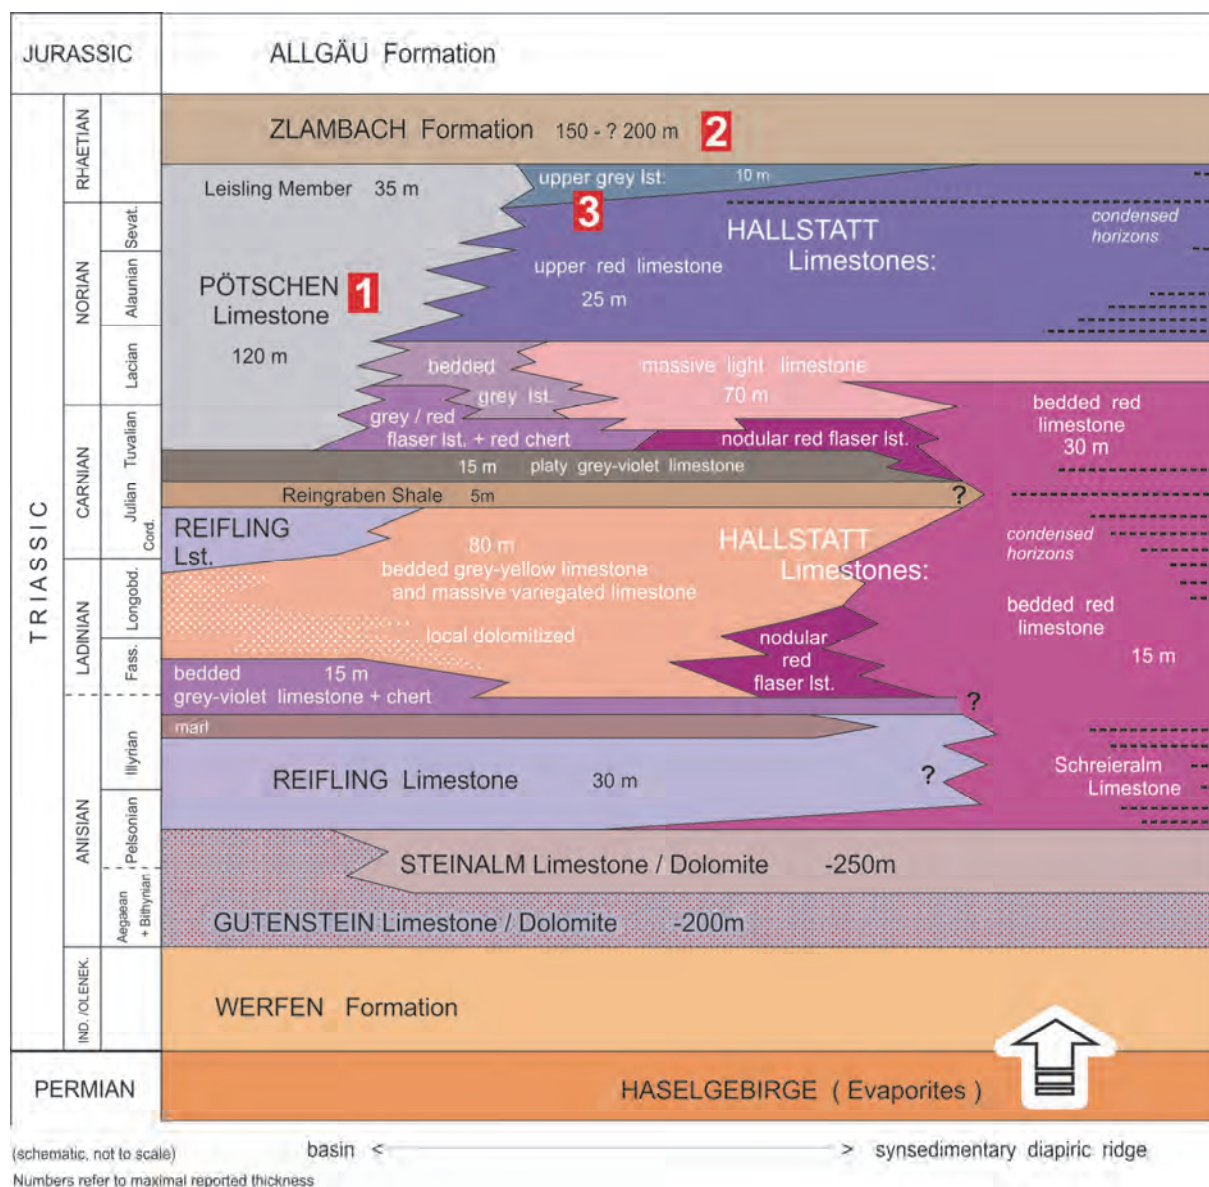 JURASSIC
ALLGÄU Formation
TRIASSIC
RHAETIAN
ZLAMBACH Formation 150 - ? 200 m 2
Leisling Member 35 m
upper grey lst. 10 m
3
NORIAN
Sevat.
Alaunian
Lacian
HALLSTATT
Limestones:
condensed
horizons
upper red limestone
25 m
PÖTSCHEN 1
Limestone
120 m
bedded
grey lst.
massive light limestone
70 m
grey / red
flaser lst. + red chert
nodular red flaser lst.
bedded red
limestone
30 m
CARNIAN
Tuvalian
Julian
Cord.
15 m platy grey-violet limestone
Reingraben Shale 5m
?
REIFLING
Lst.
80 m
bedded grey-yellow limestone
and massive variegated limestone
HALLSTATT
Limestones:
condensed
horizons
LADINIAN
Longobd.
Fass.
local dolomitized
nodular
red
flaser lst.
bedded red
limestone
15 m
bedded 15 m
grey-violet limestone + chert
?
marl
ANISIAN
Illyrian
Pelsonian
Aegaean
+ Bithynian
REIFLING Limestone 30 m
?
Schreieralm
Limestone
STEINALM Limestone / Dolomite -250m
GUTENSTEIN Limestone / Dolomite -200m
IND. /OLENEK.
WERFEN Formation
PERMIAN
HASELGEBIRGE ( Evaporites )
(schematic, not to scale)
basin < > synsedimentary diapiric ridge
Numbers refer to maximal reported thickness